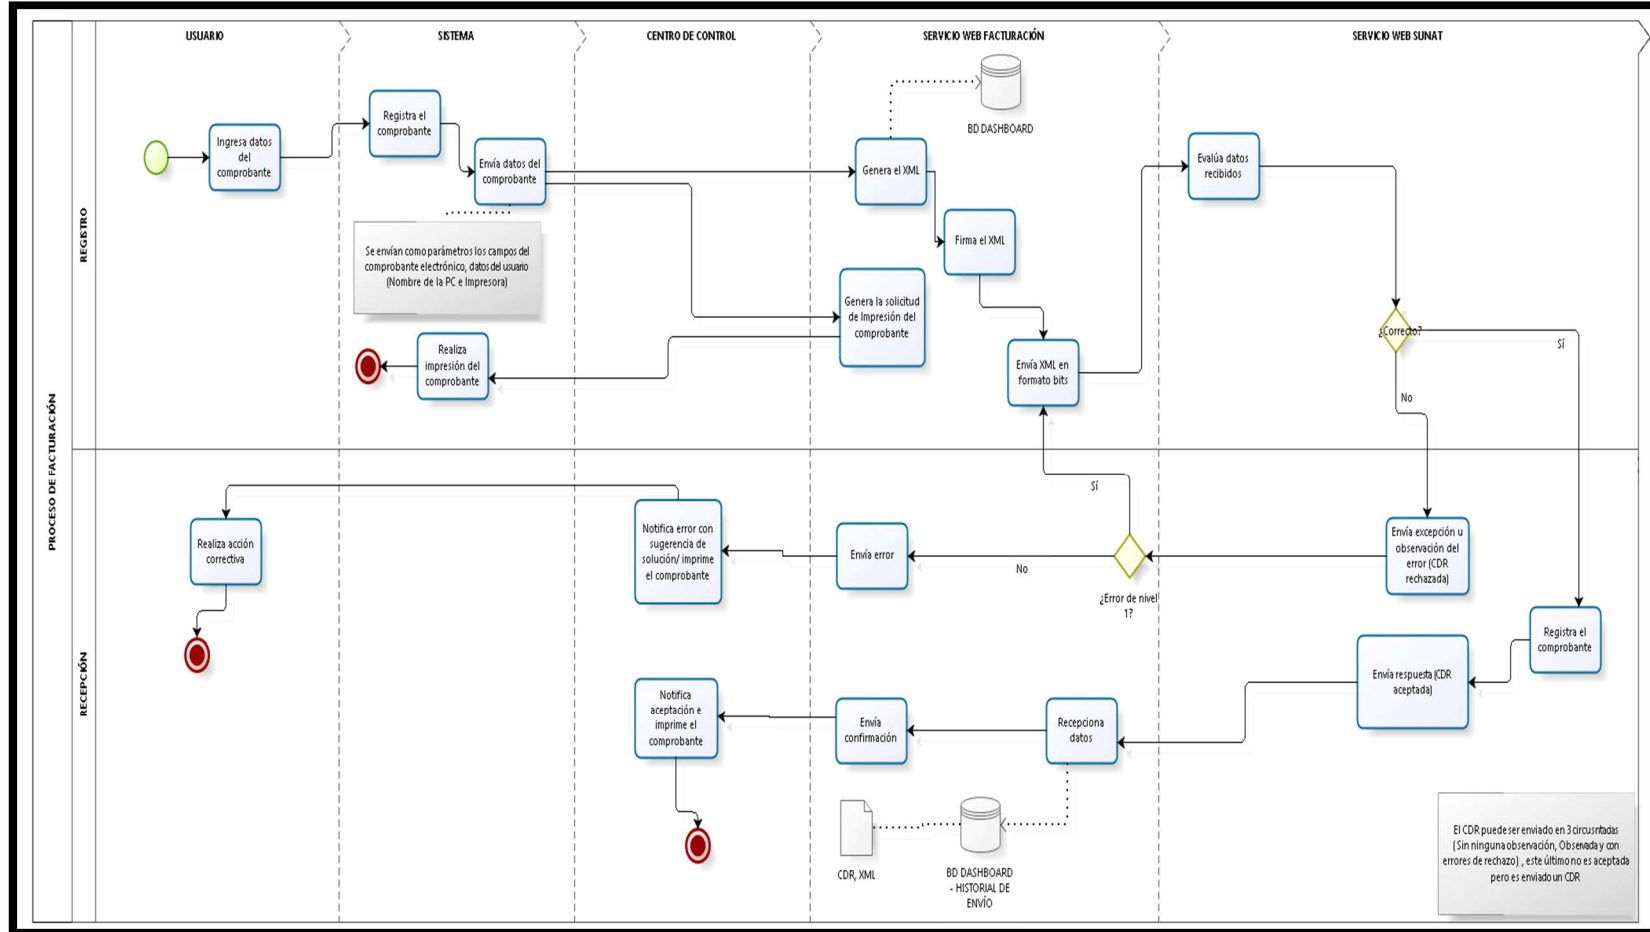 USUARIO
SISTEMA
CENTRO DE CONTROL
SERVICIO WEB FACTURACIÓN
SERVICIO WEB SUNAT
PROCESO DE FACTURACIÓN
REGISTRO
Ingresa datos
del
comprobante
Registra el
comprobante
Envía datos del
comprobante
Se envían como parámetros los campos del
comprobante electrónico, datos del usuario
(Nombre de la PC e Impresora)
Realiza
impresión del
comprobante
BD DASHBOARD
Genera el XML
Firma el XML
Genera la solicitud
de Impresión del
comprobante
Envía XML en
formato bits
Evalúa datos
recibidos
¿Correcto?
Sí
No
RECEPCIÓN
Realiza acción
correctiva
Notifica error con
sugerencia de
solución/ imprime
el comprobante
Envía error
No
Sí
¿Error de nivel
1?
Envía excepción u
observación del
error (CDR
rechazada)
Registra el
comprobante
Envía respuesta (CDR
aceptada)
Notifica
aceptación e
imprime el
comprobante
Envía
confirmación
Recepciona
datos
CDR, XML
BD DASHBOARD
- HISTORIAL DE
ENVÍO
El CDR puede ser enviado en 3 circusntadas
( Sin ninguna observación, Observada y con
errores de rechazo) , este último no es aceptada
pero es enviado un CDR